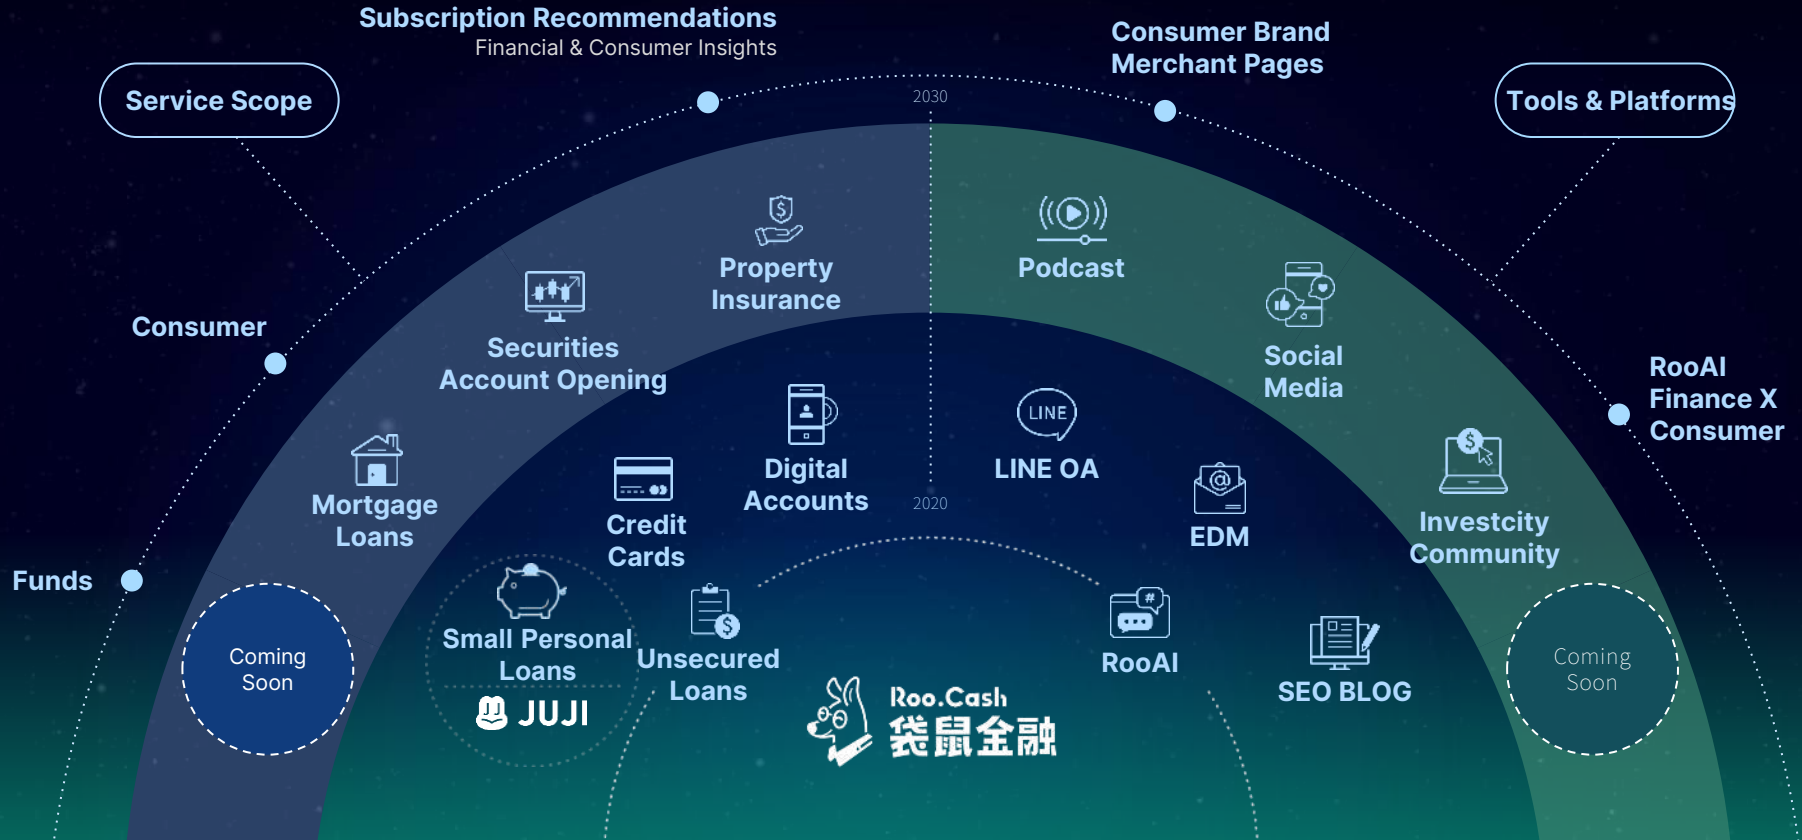 Subscription Recommendations
Financial & Consumer Insights
Consumer Brand
Merchant Pages
Service Scope
2030
Tools & Platforms
Property
Insurance
Podcast
Consumer
Securities
Account Opening
Social
Media
RooAI
Finance X
Consumer
LINE
Digital
Accounts
LINE OA
Mortgage
Loans
2020
Credit
Cards
@
EDM
Investcity
Community
Funds
Coming
Soon
Small Personal
Loans
JUJI
Unsecured
Loans
#
RooAI
SEO BLOG
Coming
Soon
Roo.Cash
袋鼠金融